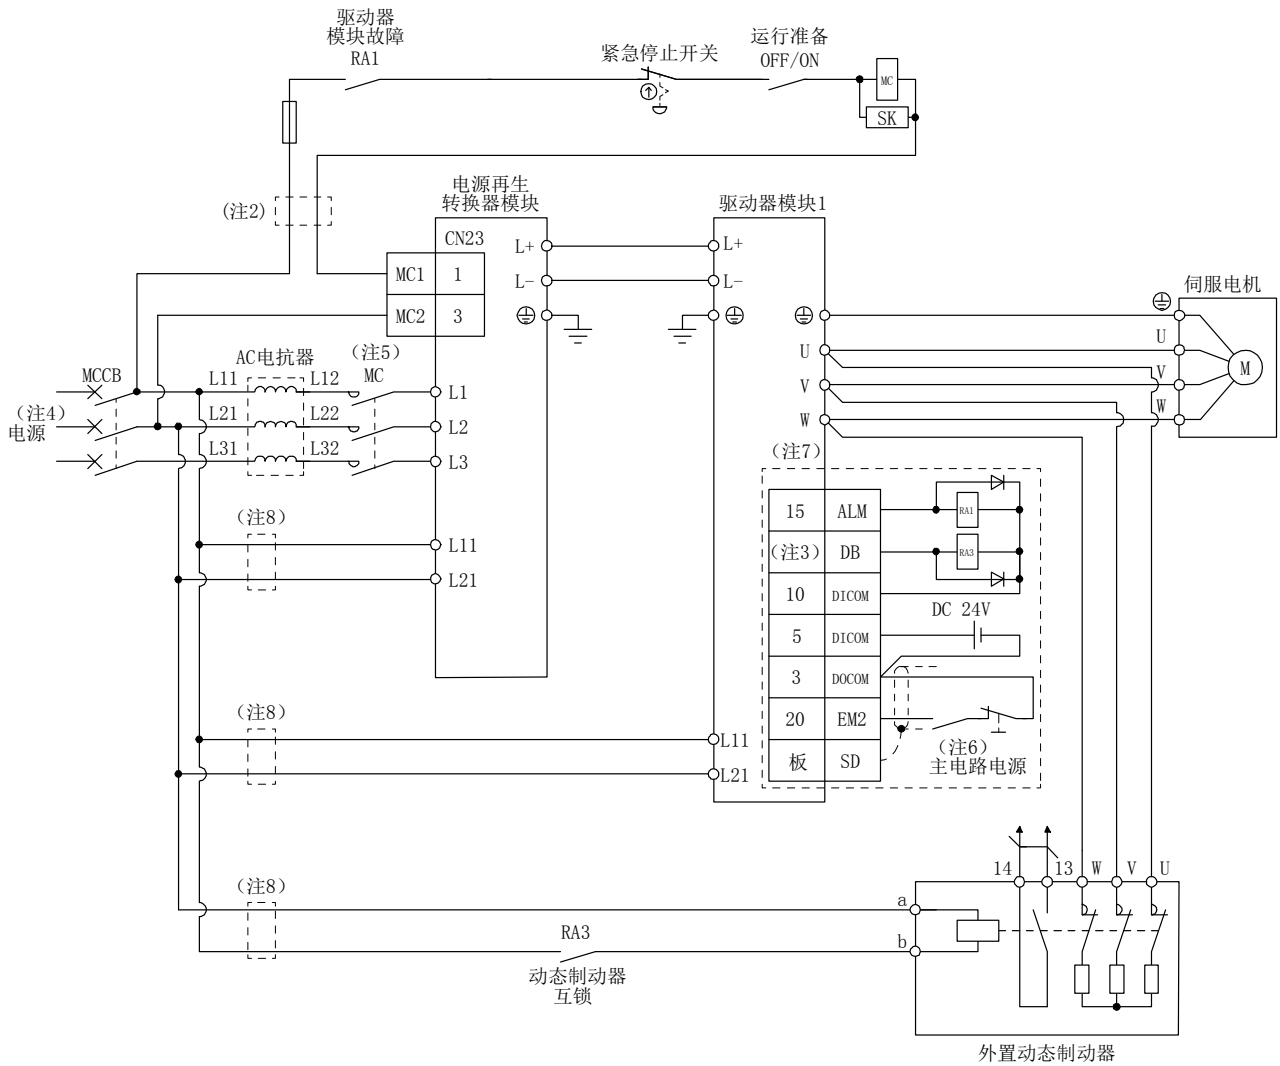 驱动器
模块故障
RA1
紧急停止开关
运行准备
OFF/ON
MC
SK
(注2)
电源再生
转换器模块
驱动器模块1
CN23
MC1 1
MC2 3
L+
L-
L+
L-
伺服电机
U
V
W
U
V
W
M
AC电抗器
(注5)
MC
MCCB
L11 L12
L21 L22
L31 L32
L1
L2
L3
(注4)
电源
(注8)
L11
L21
(注7)
15 ALM
(注3) DB
10 DICOM
5 DICOM
3 DOCOM
20 EM2
板 SD
RA1
RA3
DC 24V
(注6)
主电路电源
(注8)
L11
L21
14 13 W V U
(注8)
a
b
RA3
动态制动器
互锁
外置动态制动器